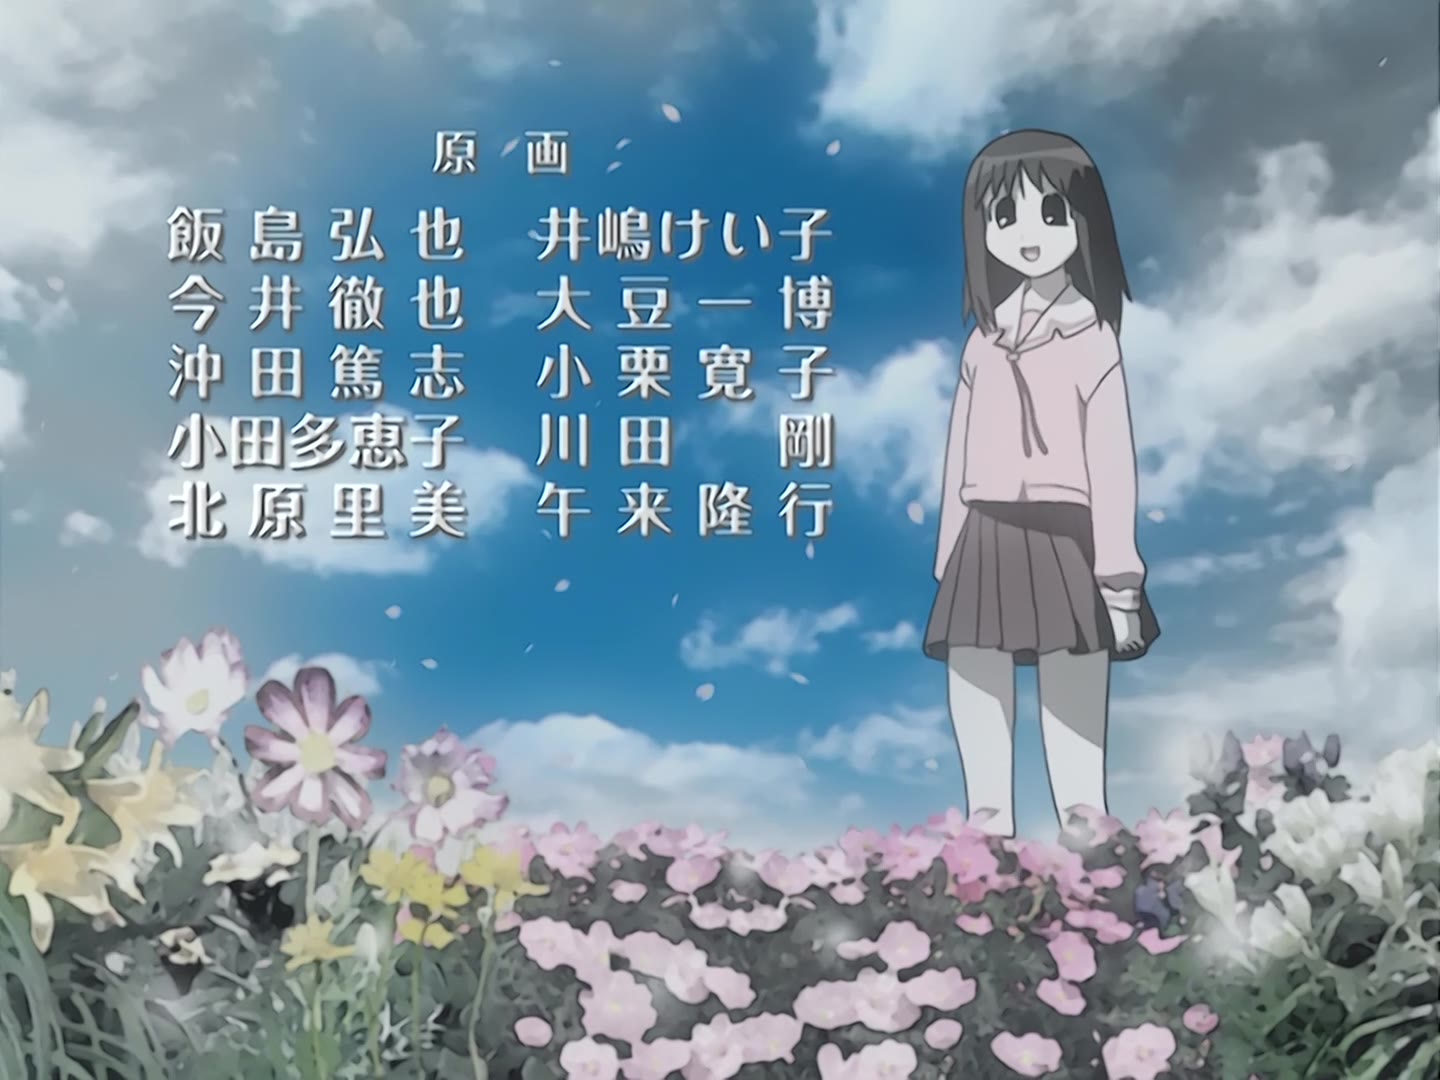 原画
飯島弘也 井嶋けい子
今井徹也 大豆一博
沖田篤志 小栗寛子
小田多恵子 川田剛
北原里美 午来隆行